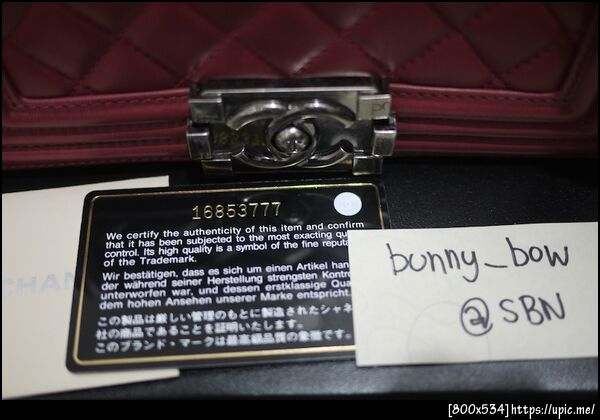 16853777
We certify the authenticity of this item and confirm
that it has been subjected to the most exacting qu
control. Its high quality is a symbol of the fine reputa
of the Trademark.
Wir bestätigen, dass es sich um einen Artikel han
der während seiner Herstellung strengsten Kontro
unterworfen war, und dessen erstklassige Qua
dem hohen Ansehen unserer Marke entspricht.
この製品は厳しい管理のもとに製造されたシャネ
社の商品であることを証明いたします。
このブランド・マークは最高級品質の象徴です。
CHAN
bunny_bow
@SBN
[800x534]https://upic.me/